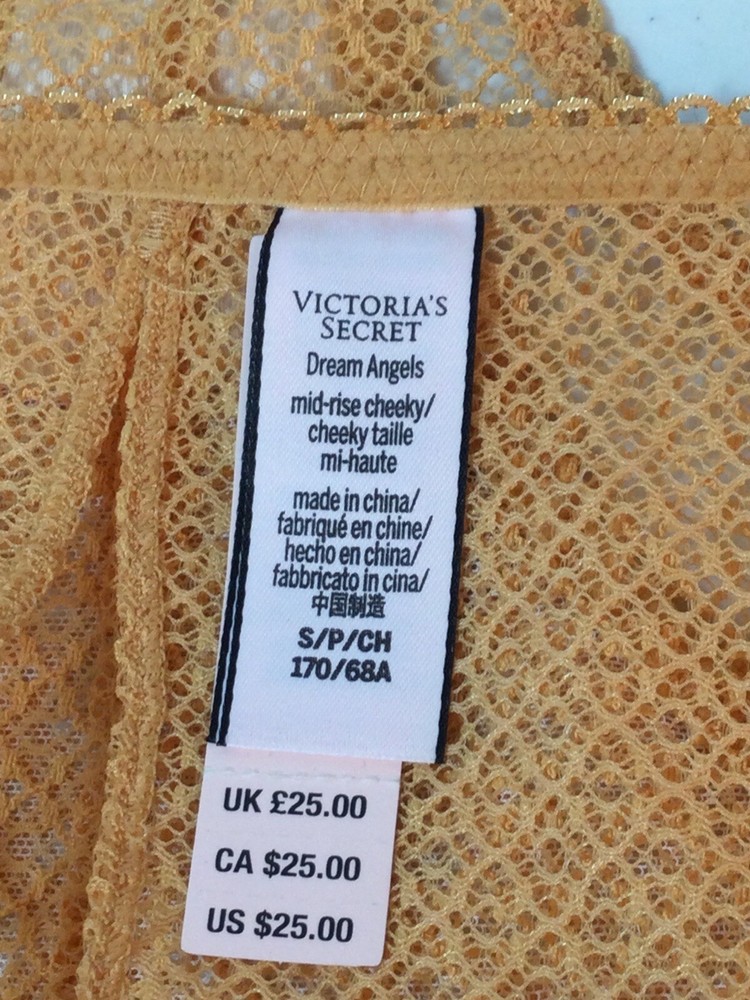 VICTORIA'S
SECRET
Dream Angels
mid-rise cheeky/
cheeky taille
mi-haute
made in china/
fabriqué en chine/
hecho en china/
fabbricato in cina/
中国制造
S/P/CH
170/68A
UK £25.00
CA $25.00
US $25.00